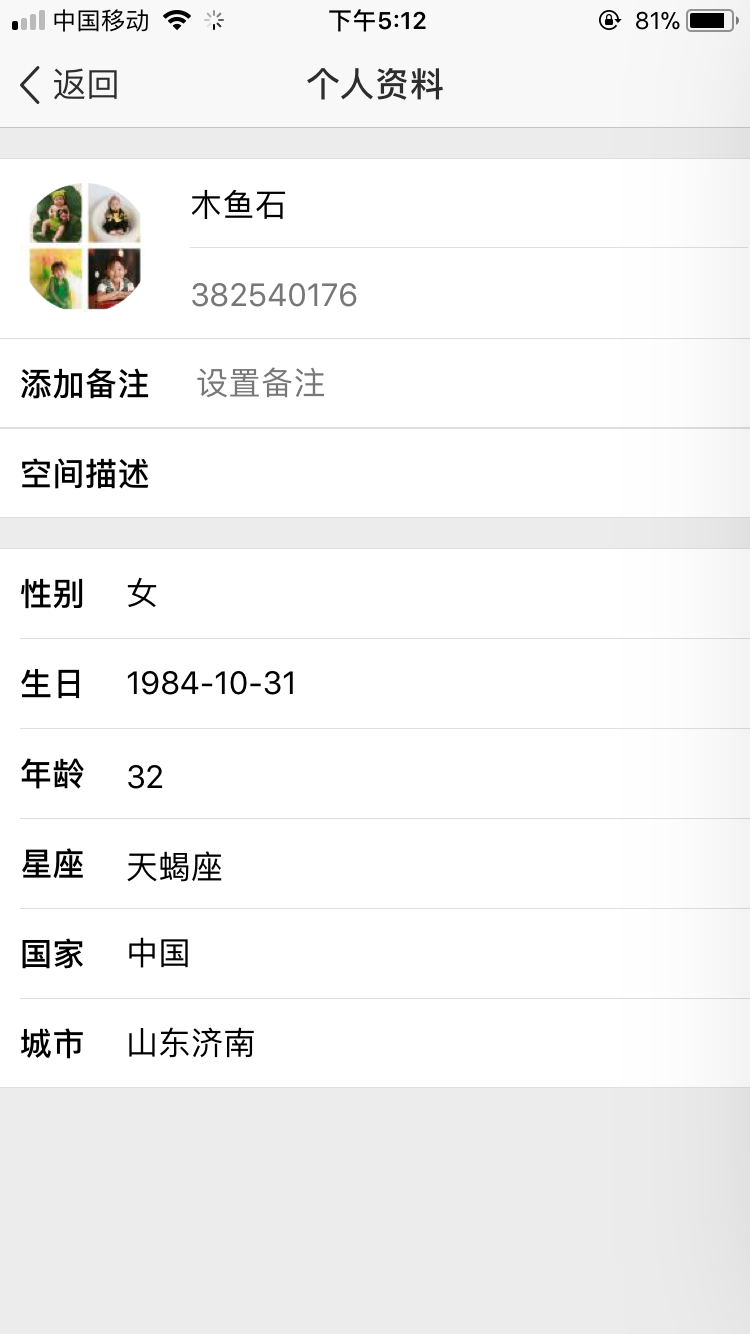 中国移动 下午5:12 81%
返回 个人资料
木鱼石
382540176
添加备注 设置备注
空间描述
性别 女
生日 1984-10-31
年龄 32
星座 天蝎座
国家 中国
城市 山东济南